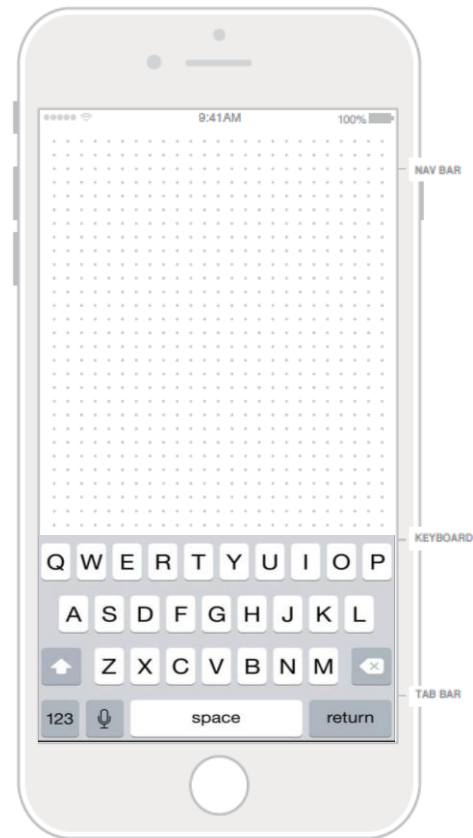 9:41AM 100%
NAV BAR
KEYBOARD
Q W E R T Y U I O P
A S D F G H J K L
Z X C V B N M
TAB BAR
123 space return